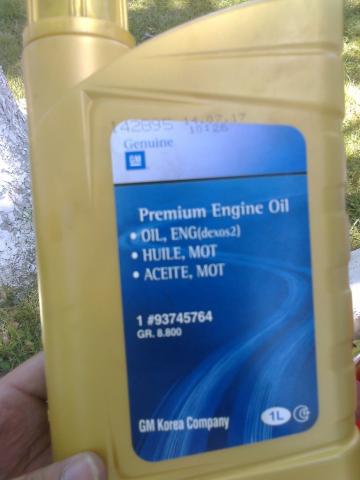 142895 14.07.17
18:26
Genuine
GM
Premium Engine Oil
• OIL, ENG(dexos2)
• HUILE, MOT
• ACEITE, MOT
1 #93745764
GR. 8.800
GM Korea Company
1L